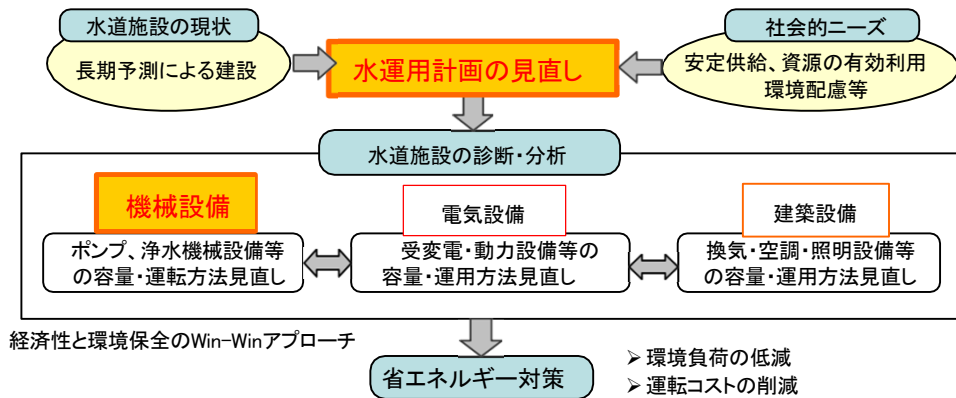 水道施設の現状
長期予測による建設
水運用計画の見直し
社会的ニーズ
安定供給、資源の有効利用
環境配慮等
水道施設の診断・分析
機械設備
ポンプ、浄水機械設備等
の容量・運転方法見直し
電気設備
受変電・動力設備等の
容量・運用方法見直し
建築設備
換気・空調・照明設備等
の容量・運用方法見直し
経済性と環境保全のWin-Winアプローチ
省エネルギー対策
➢環境負荷の低減
➢運転コストの削減